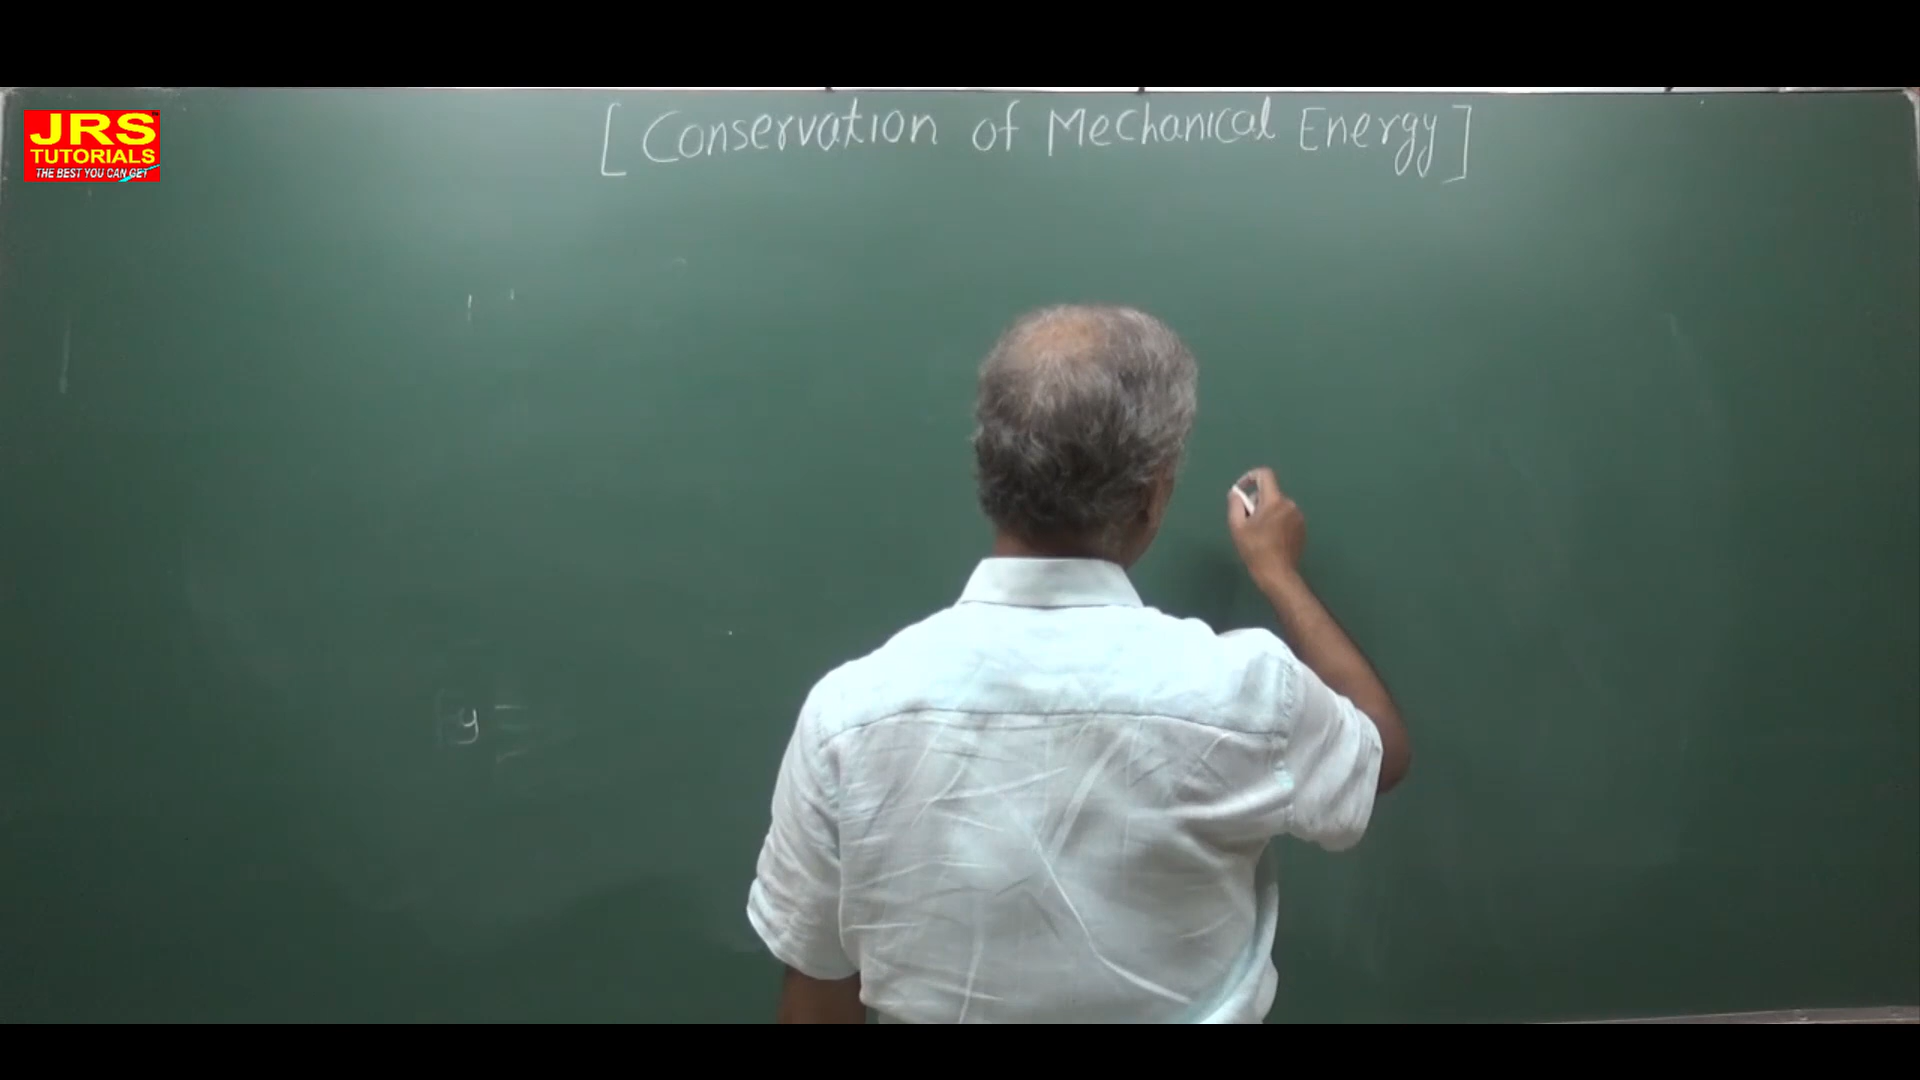 JRS
TUTORIALS
THE BEST YOU CAN GET
[Conservation of Mechanical Energy]
y =